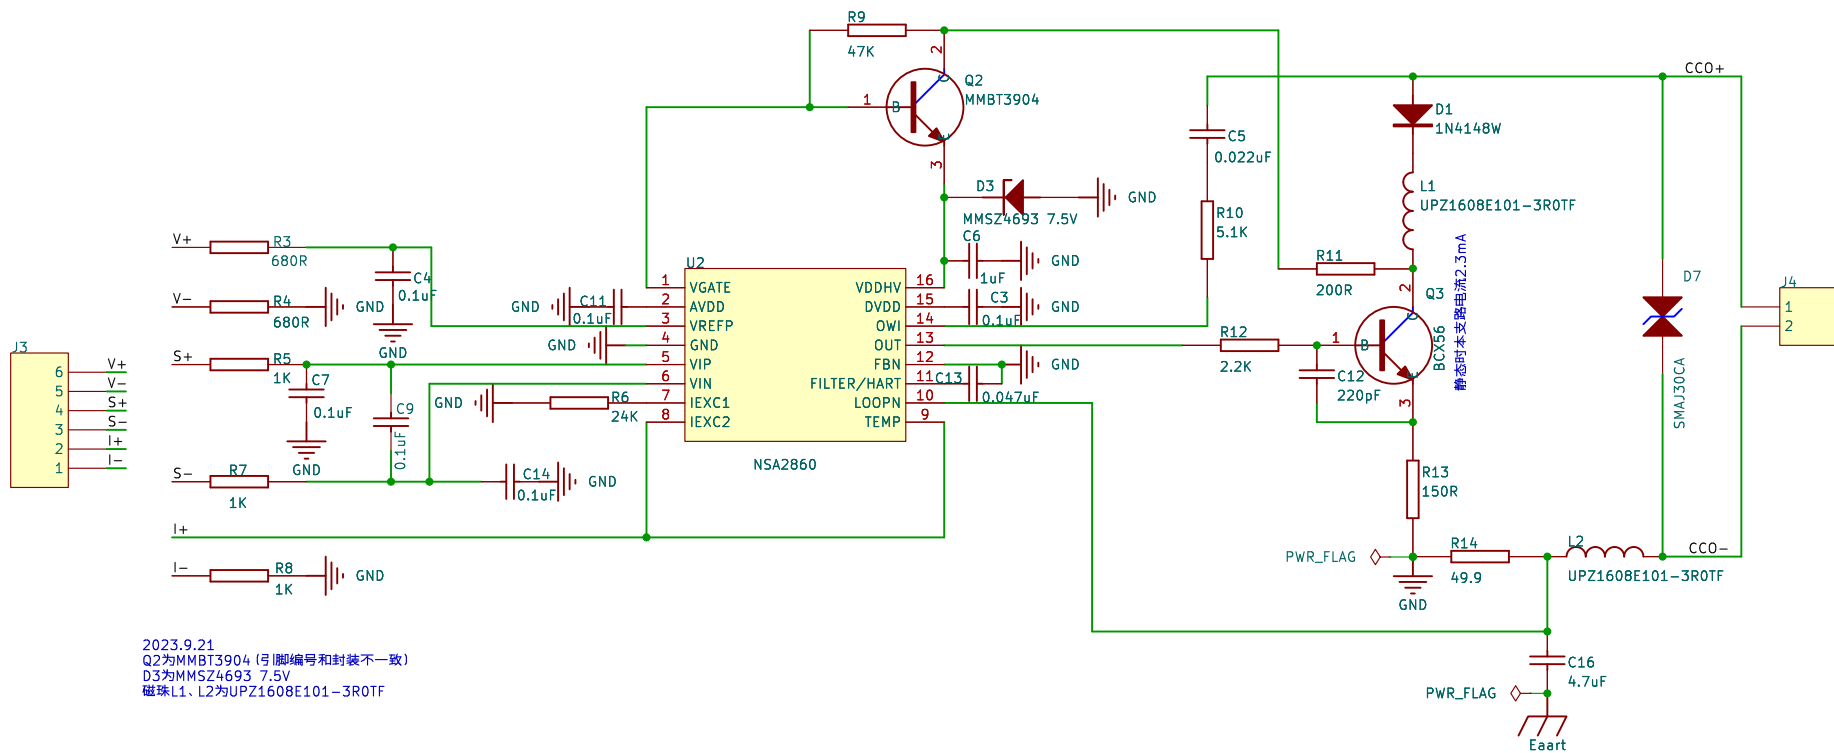 R9
47K
2
C
Q2
MMBT3904
1
B
E
3
CCO+
D1
1N4148W
C5
0.022uF
D3
GND
MMSZ4693 7.5V
L1
UPZ1608E101-3R0TF
R10
5.1K
V+
R3
680R
C4
0.1uF
GND
V-
R4
680R
GND
C6
1uF
GND
U2
1
VGATE
2
AVDD
3
VREFP
4
GND
5
VIP
6
VIN
7
IEXC1
8
IEXC2
VDDHV
16
DVDD
15
OWI
14
OUT
13
FBN
12
FILTER/HART
11
LOOPN
10
TEMP
9
NSA2860
GND
C11
0.1uF
GND
C3
0.1uF
GND
GND
C13
0.047uF
R11
200R
静态时本支路电流2.3mA
Q3
BCX56
2
C
1
B
E
3
R12
2.2K
C12
220pF
D7
SMAJ30CA
J4
1
2
J3
6
V+
5
V-
4
S+
3
S-
2
I+
1
I-
S+
R5
1K
C7
0.1uF
GND
C9
0.1uF
GND
R6
24K
S-
R7
1K
C14
0.1uF
GND
I+
I-
R8
1K
GND
R13
150R
PWR_FLAG
GND
R14
49.9
L2
UPZ1608E101-3R0TF
CCO-
C16
4.7uF
PWR_FLAG
Eaart
2023.9.21
Q2为MMBT3904 (引脚编号和封装不一致)
D3为MMSZ4693 7.5V
磁珠L1、L2为UPZ1608E101-3R0TF